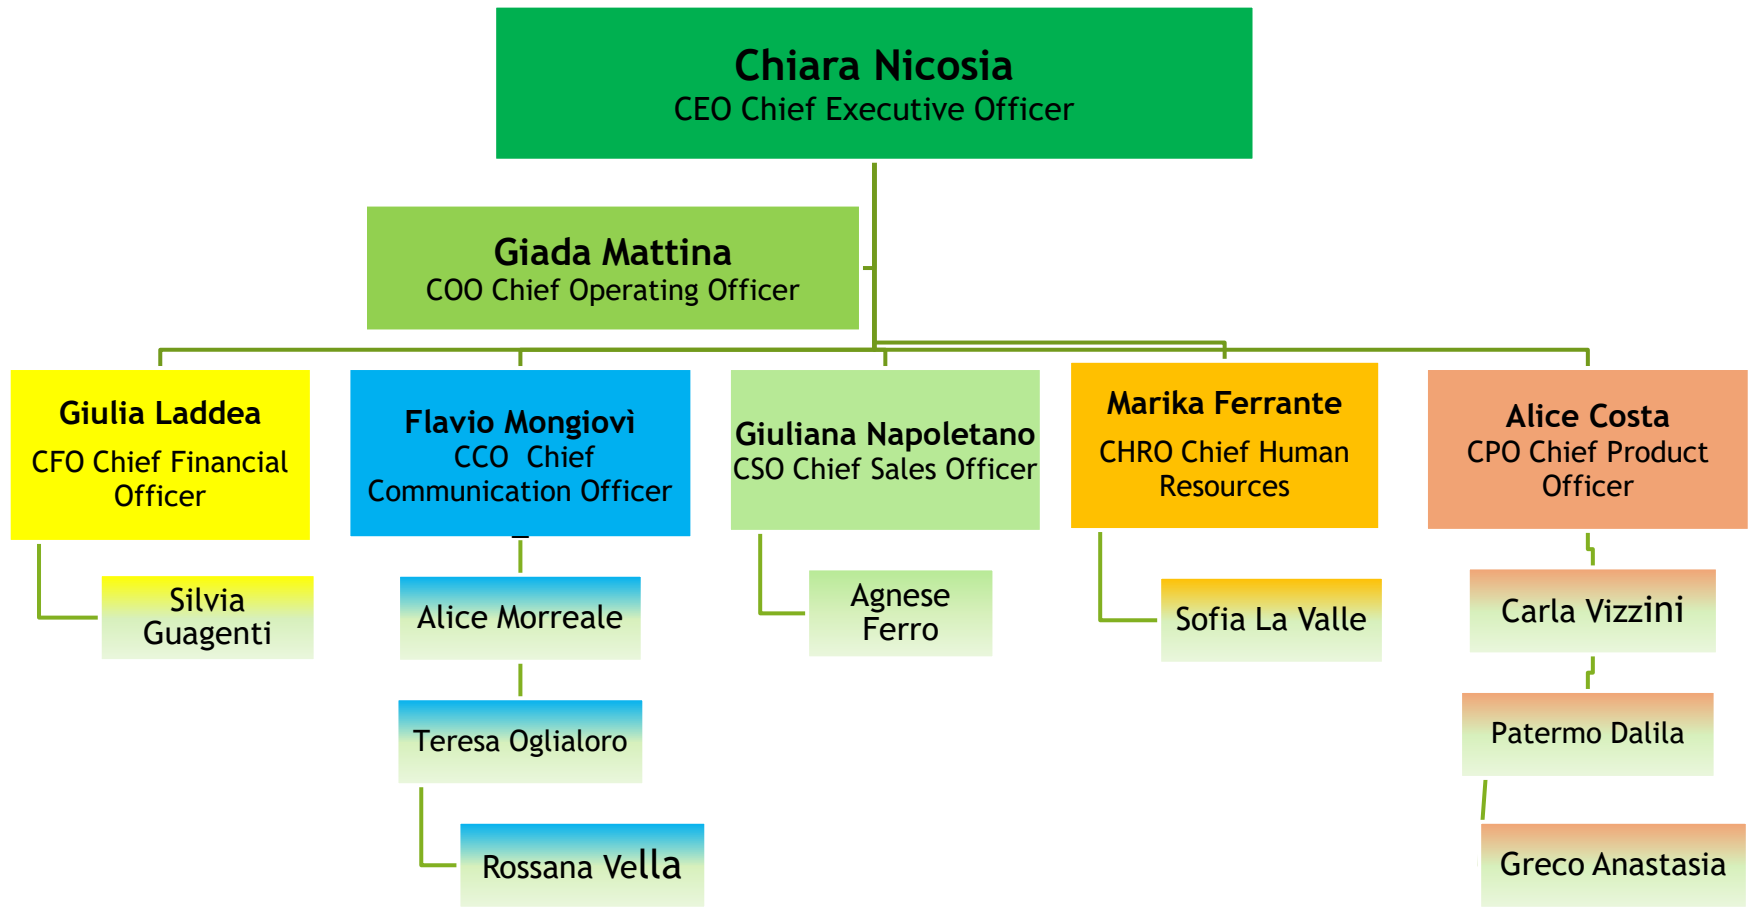 Chiara Nicosia
CEO Chief Executive Officer
Giada Mattina
COO Chief Operating Officer
Giulia Laddea
CFO Chief Financial
Officer
Flavio Mongiovì
CCO  Chief
Communication Officer
Giuliana Napoletano
CSO Chief Sales Officer
Marika Ferrante
CHRO Chief Human
Resources
Alice Costa
CPO Chief Product
Officer
Silvia
Guagenti
Alice Morreale
Agnese
Ferro
Sofia La Valle
Carla Vizzini
Teresa Oglialoro
Patermo Dalila
Rossana Vella
Greco Anastasia